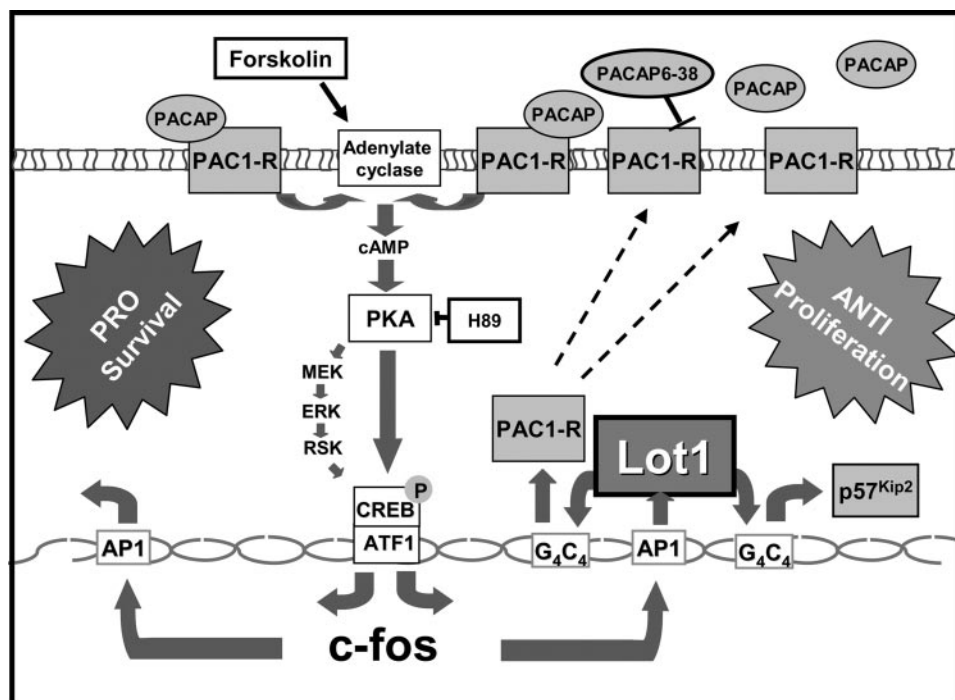 Forskolin
PACAP6-38
PACAP
PACAP
PACAP
PACAP
PAC1-R
Adenylate
cyclase
PAC1-R
PAC1-R
PAC1-R
cAMP
PRO
Survival
PKA
H89
ANTI
Proliferation
MEK
ERK
RSK
PAC1-R
Lot1
p57Kip2
P
CREB
ATF1
AP1
G4C4
AP1
G4C4
c-fos